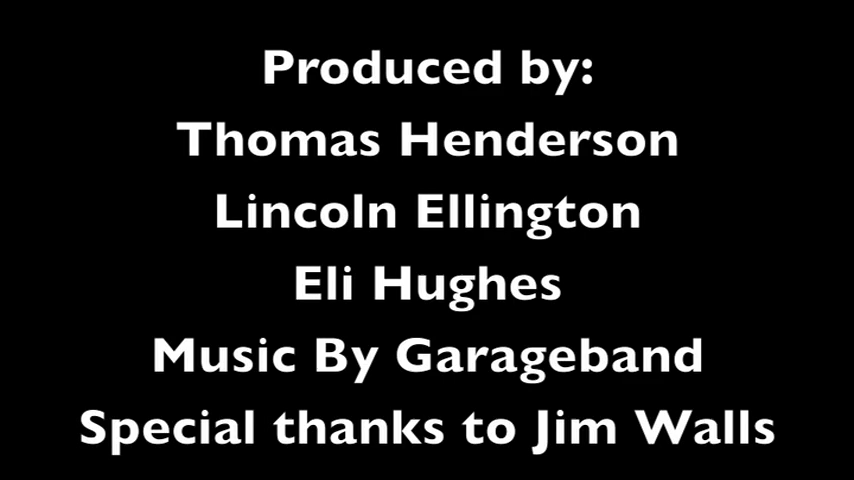 Produced by:
Thomas Henderson
Lincoln Ellington
Eli Hughes
Music By Garageband
Special thanks to Jim Walls